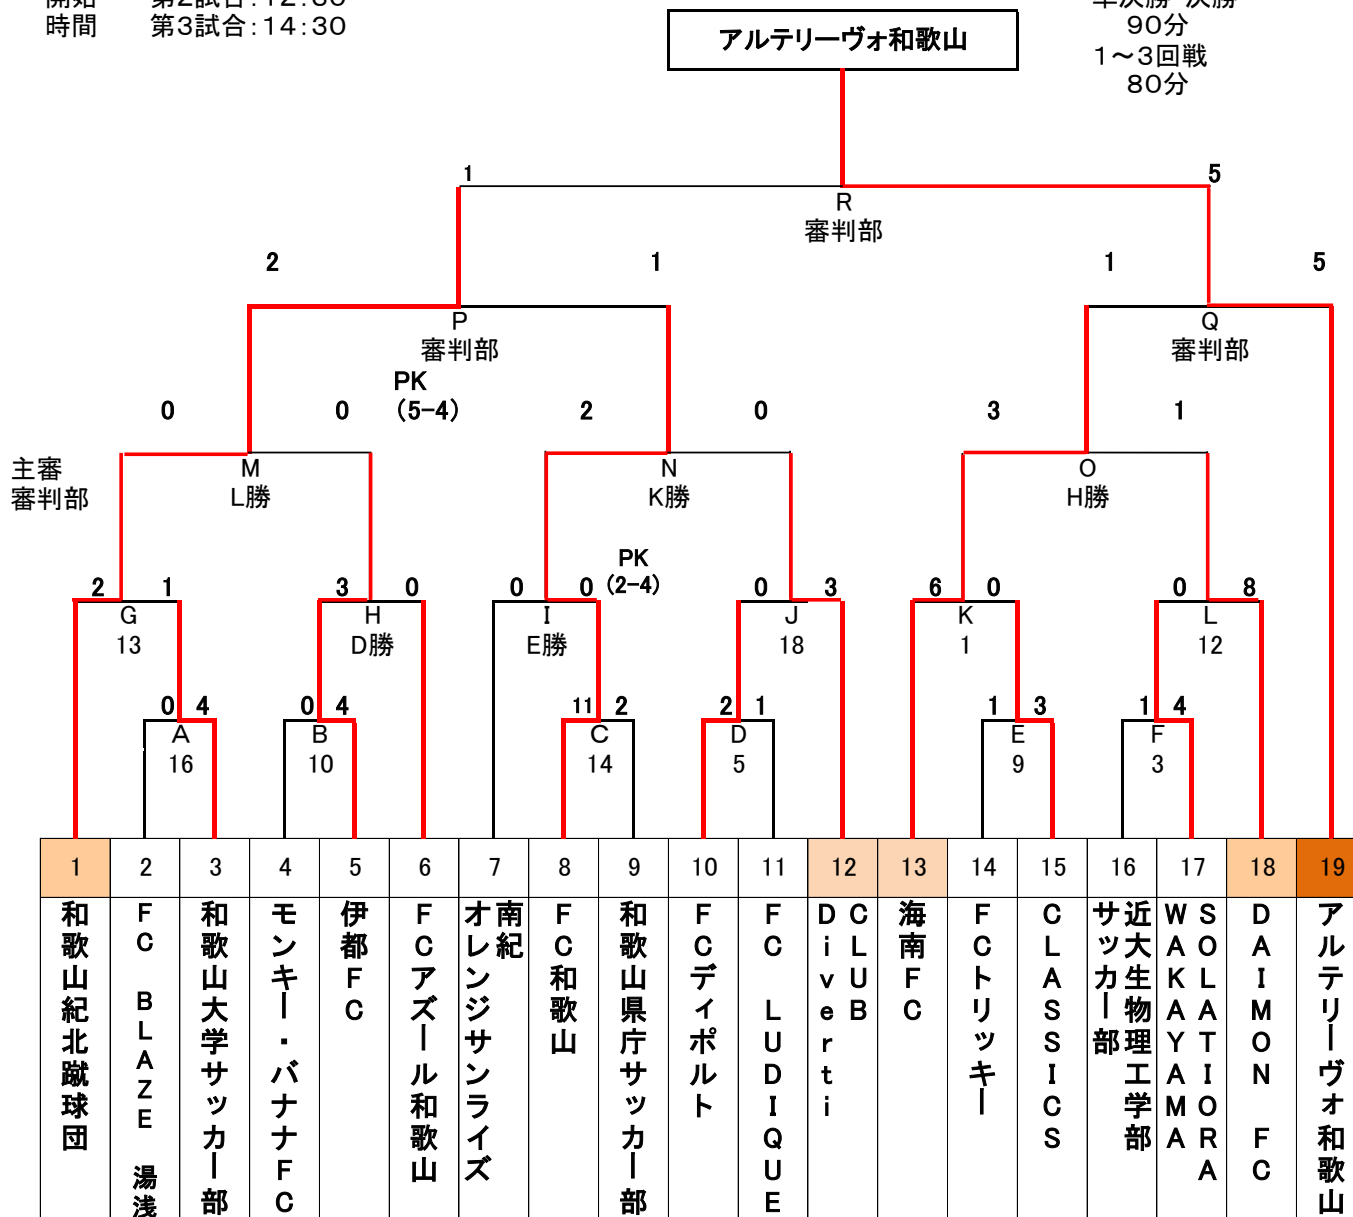 時間 第3試合:14:30
アルテリーヴォ和歌山
90分
1〜3回戦
80分
1 5
R
審判部
2 1 1 5
P Q
審判部 審判部
PK
(5-4)
0 0 2 0 3 1
主審
審判部
M N O
L勝 K勝 H勝
PK
(2-4)
2 1 3 0 0 0 0 3 6 0 0 8
G H I J K L
13 D勝 E勝 18 1 12
0 4 0 4 11 2 2 1 1 3 1 4
A B C D E F
16 10 14 5 9 3
1 2 3 4 5 6 7 8 9 10 11 12 13 14 15 16 17 18 19
和歌山紀北蹴球団
FC BLAZE 湯浅
和歌山大学サッカー部
モンキー・バナナFC
伊都FC
FCアズール和歌山
南紀
オレンジサンライズ
FC和歌山
和歌山県庁サッカー部
FCディポルト
FC LUDIQUE
Diverti
CLUB
海南FC
FCトリッキー
CLASSICS
近大生物理工学部
サッカー部
WAKAYAMA
SOLATIORA
DAIMON FC
アルテリーヴォ和歌山